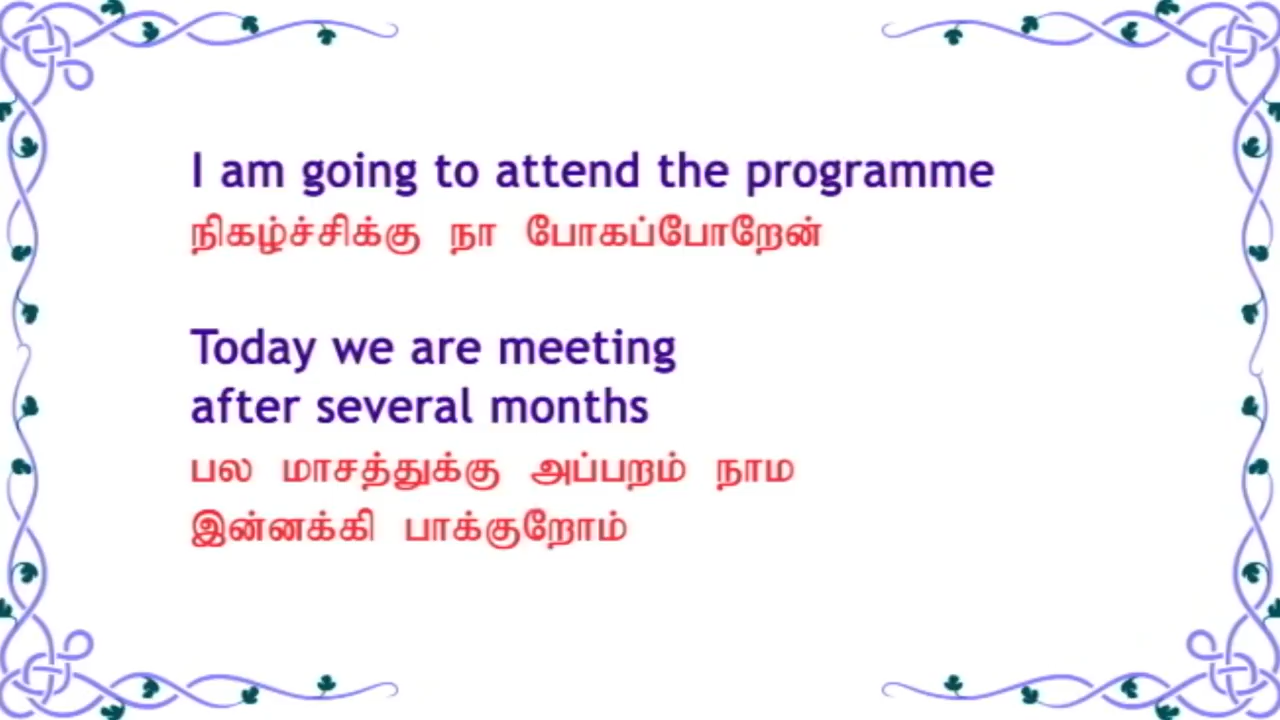 I am going to attend the programme
நிகழ்ச்சிக்கு நா போகப்போறேன்
Today we are meeting
after several months
பல மாசத்துக்கு அப்பறம் நாம
இன்னக்கி பாக்குறோம்